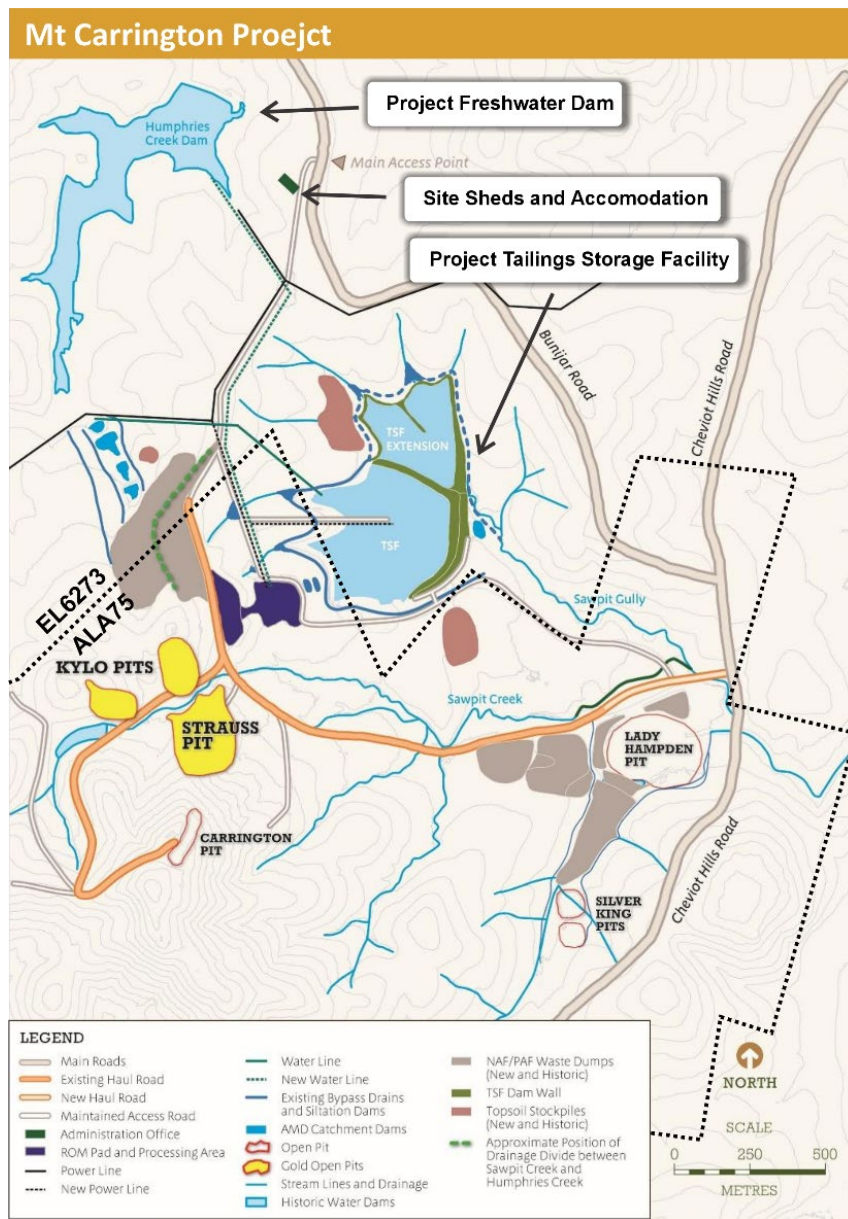 Mt Carrington Proejct
Project Freshwater Dam
Humphries
Creek Dam
Main Access Point
Site Sheds and Accomodation
Project Tailings Storage Facility
Bunijar Road
Cheviot Hills Road
TSF
EXTENSION
TSF
EL6273
ALA75
Sawpit Gully
KYLO PITS
Sawpit Creek
STRAUSS
PIT
LADY
HAMPDEN
PIT
CARRINGTON
PIT
Cheviot Hills Road
SILVER
KING
PITS
LEGEND
Main Roads
Existing Haul Road
New Haul Road
Maintained Access Road
Administration Office
ROM Pad and Processing Area
Power Line
New Power Line
Water Line
New Water Line
Existing Bypass Drains
and Siltation Dams
AMD Catchment Dams
Open Pit
Gold Open Pits
Stream Lines and Drainage
Historic Water Dams
NAF/PAF Waste Dumps
(New and Historic)
TSF Dam Wall
Topsoil Stockpiles
(New and Historic)
Approximate Position of
Drainage Divide between
Sawpit Creek and
Humphries Creek
NORTH
SCALE
0 250 500
METRES